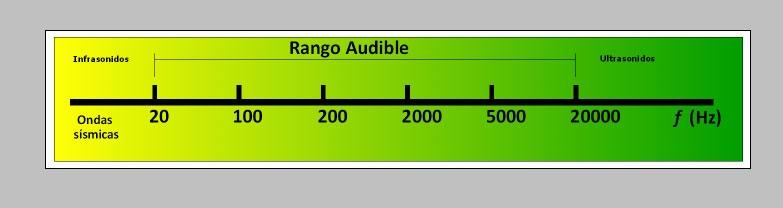 Rango Audible
Infrasonidos
Ultrasonidos
20 100 200 2000 5000 20000 f (Hz)
Ondas
sísmicas